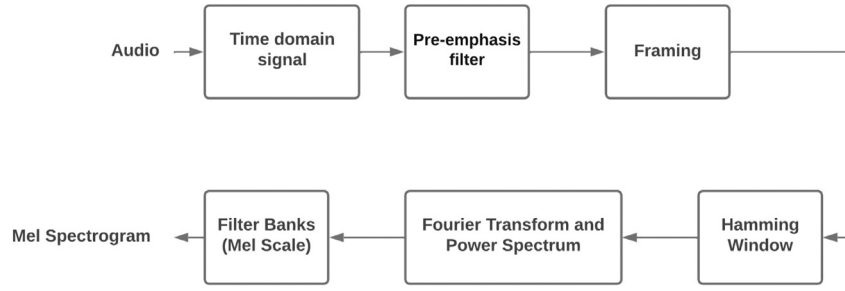 Audio
Time domain
signal
Pre-emphasis
filter
Framing
Hamming
Window
Fourier Transform and
Power Spectrum
Filter Banks
(Mel Scale)
Mel Spectrogram